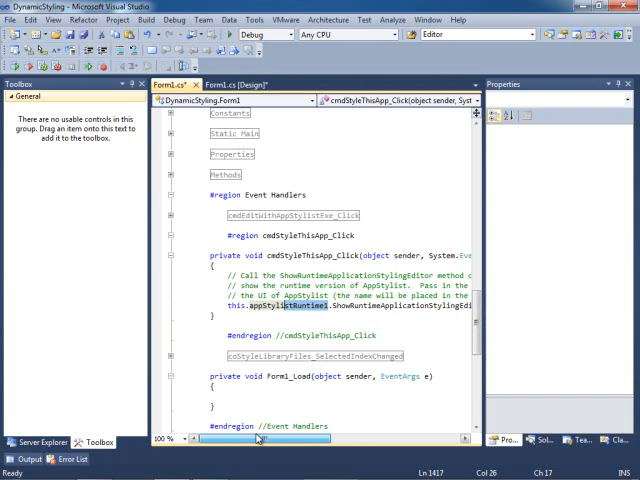 DynamicStyling - Microsoft Visual Studio
File Edit View Refactor Project Build Debug Team Data Tools VMware Architecture Test Analyze Window Help
Debug Any CPU Editor
Toolbox
General
There are no usable controls in this
group. Drag an item onto this text to
add it to the toolbox.
Form1.cs* Form1.cs [Design]*
DynamicStyling.Form1 cmdStyleThisApp_Click(object sender, Syst
Constants
Static Main
Properties
Methods
#region Event Handlers
cmdEditWithAppStylistExe_Click
#region cmdStyleThisApp_Click
private void cmdStyleThisApp_Click(object sender, System.Eve
{
// Call the ShowRuntimeApplicationStylingEditor method o
// show the runtime version of AppStylist. Pass in the
// the UI of AppStylist (the name will be placed in the
this.appStylistRuntime1.ShowRuntimeApplicationStylingEdi
}
#endregion //cmdStyleThisApp_Click
coStyleLibraryFiles_SelectedIndexChanged
private void Form1_Load(object sender, EventArgs e)
{
}
#endregion //Event Handlers
100 %
Properties
Server Explorer Toolbox
Pro... Sol... Tea... Cla...
Output Error List
Ready Ln 1417 Col 26 Ch 17 INS